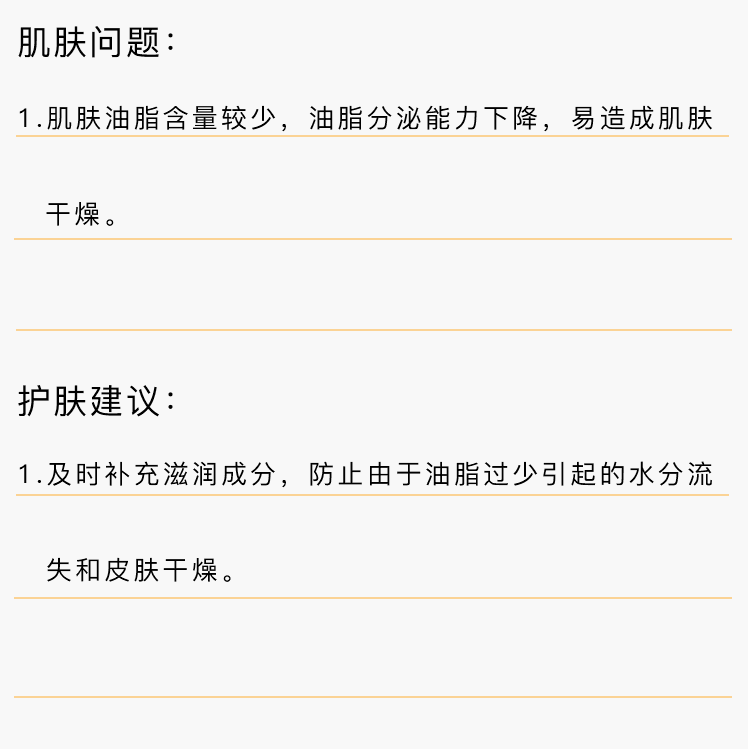 肌肤问题：
1.肌肤油脂含量较少，油脂分泌能力下降，易造成肌肤
干燥。
护肤建议：
1.及时补充滋润成分，防止由于油脂过少引起的水分流
失和皮肤干燥。